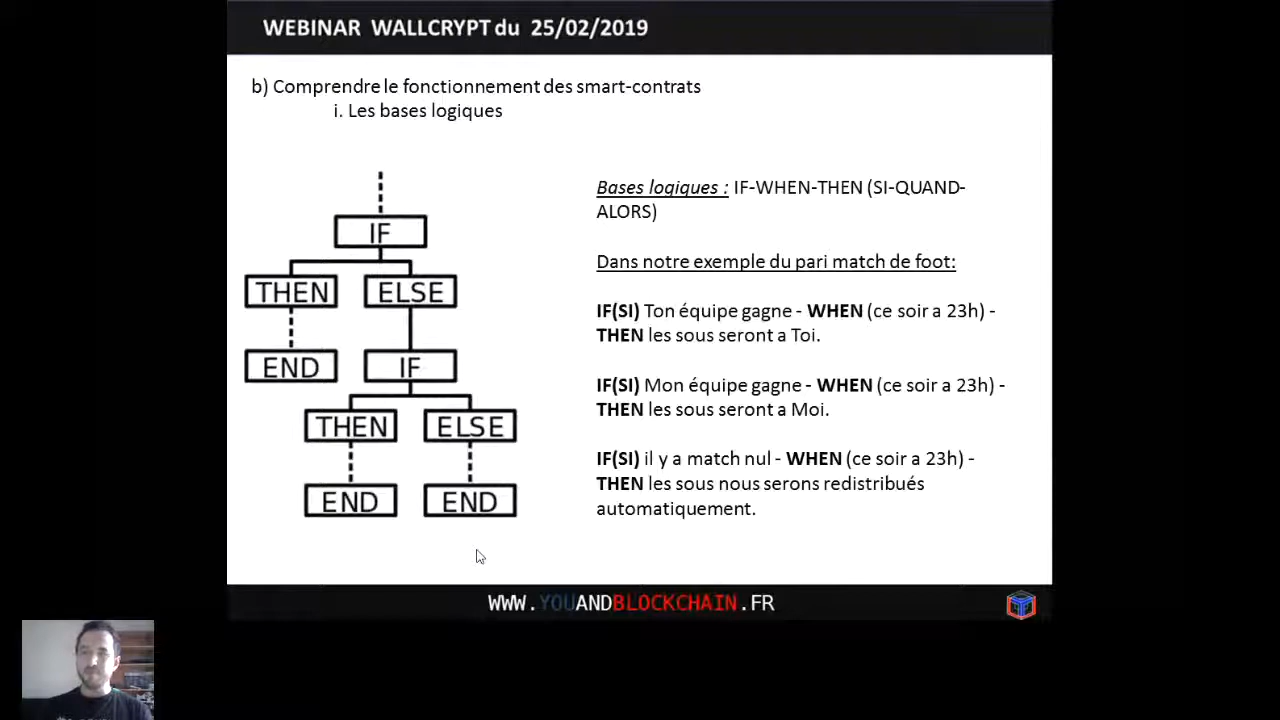 WEBINAR WALLCRYPT du 25/02/2019
b) Comprendre le fonctionnement des smart-contrats
i. Les bases logiques
IF
THEN ELSE
END IF
THEN ELSE
END END
Bases logiques : IF-WHEN-THEN (SI-QUAND-
ALORS)
Dans notre exemple du pari match de foot:
IF(SI) Ton équipe gagne - WHEN (ce soir a 23h) -
THEN les sous seront a Toi.
IF(SI) Mon équipe gagne - WHEN (ce soir a 23h) -
THEN les sous seront a Moi.
IF(SI) il y a match nul - WHEN (ce soir a 23h) -
THEN les sous nous serons redistribués
automatiquement.
WWW.YOUANDBLOCKCHAIN.FR